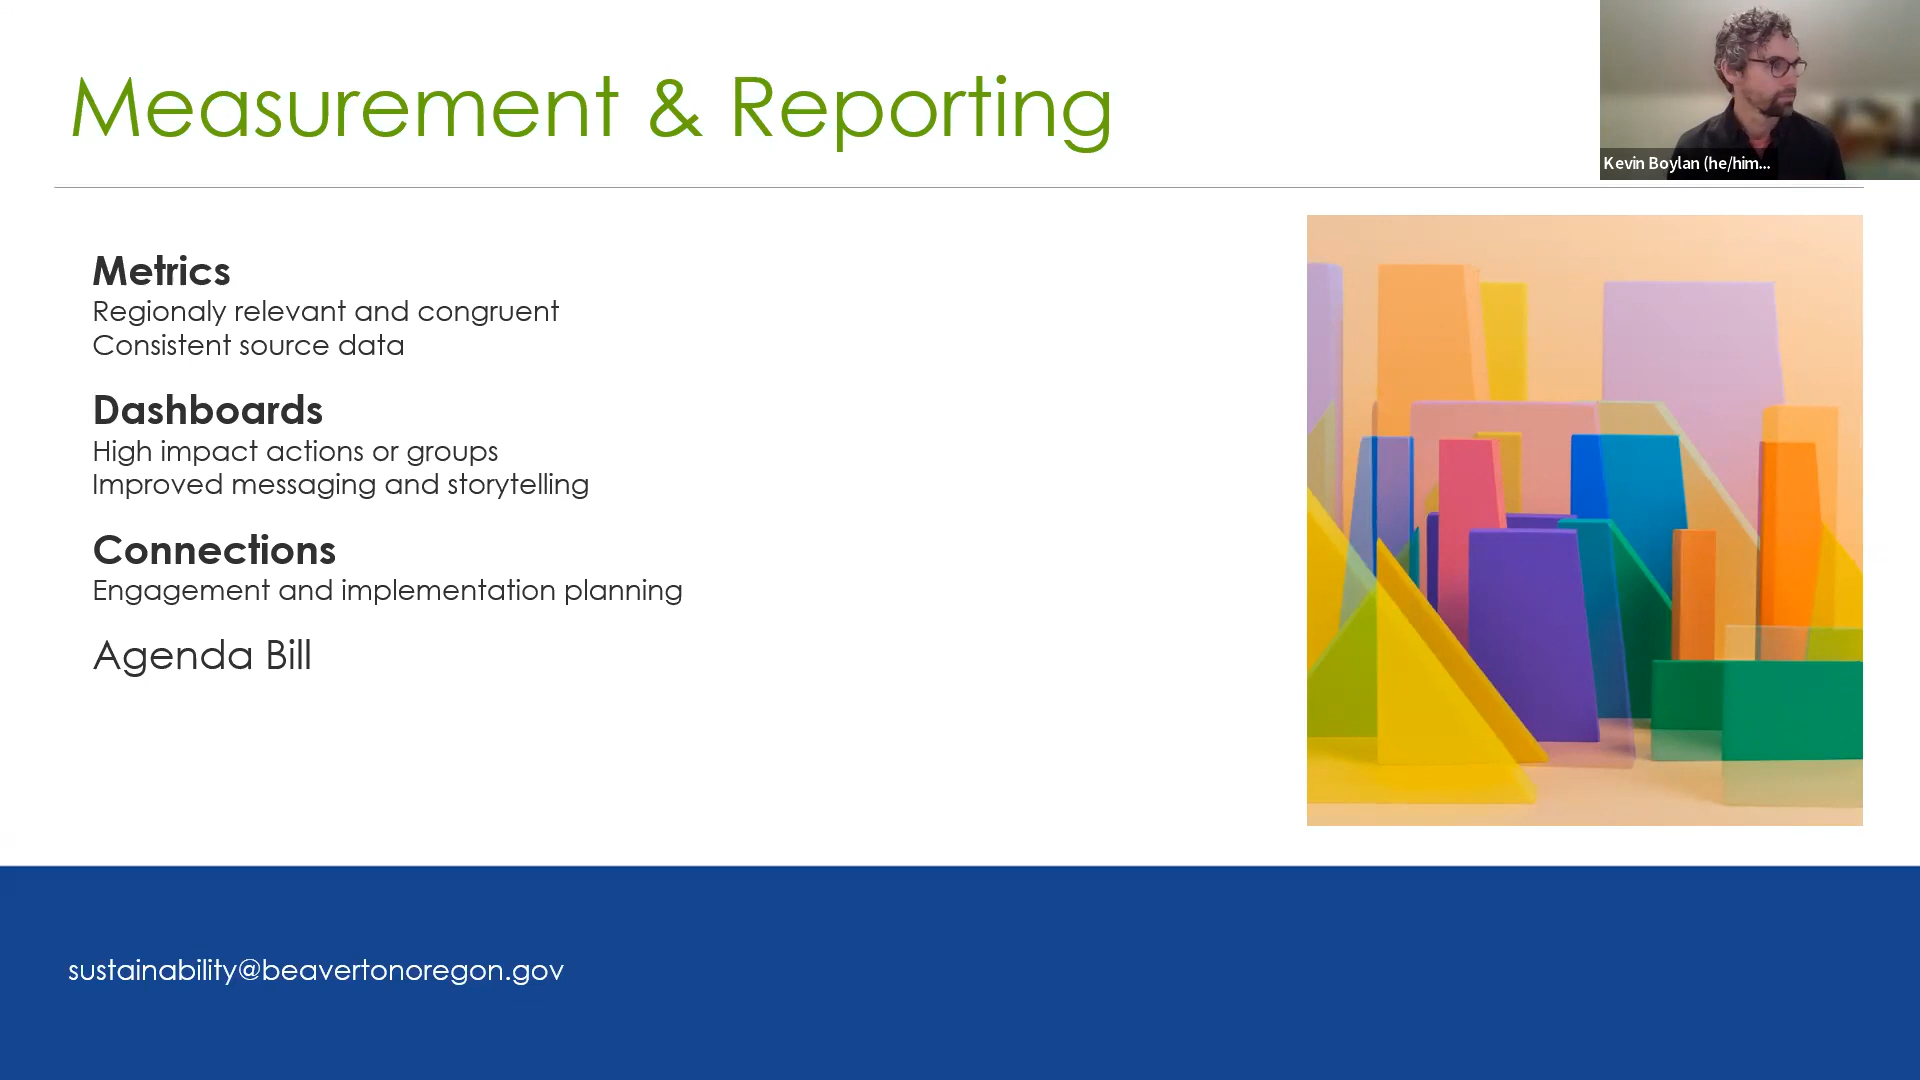 Measurement & Reporting
Kevin Boylan (he/him...
Metrics
Regionaly relevant and congruent
Consistent source data
Dashboards
High impact actions or groups
Improved messaging and storytelling
Connections
Engagement and implementation planning
Agenda Bill
sustainability@beavertonoregon.gov